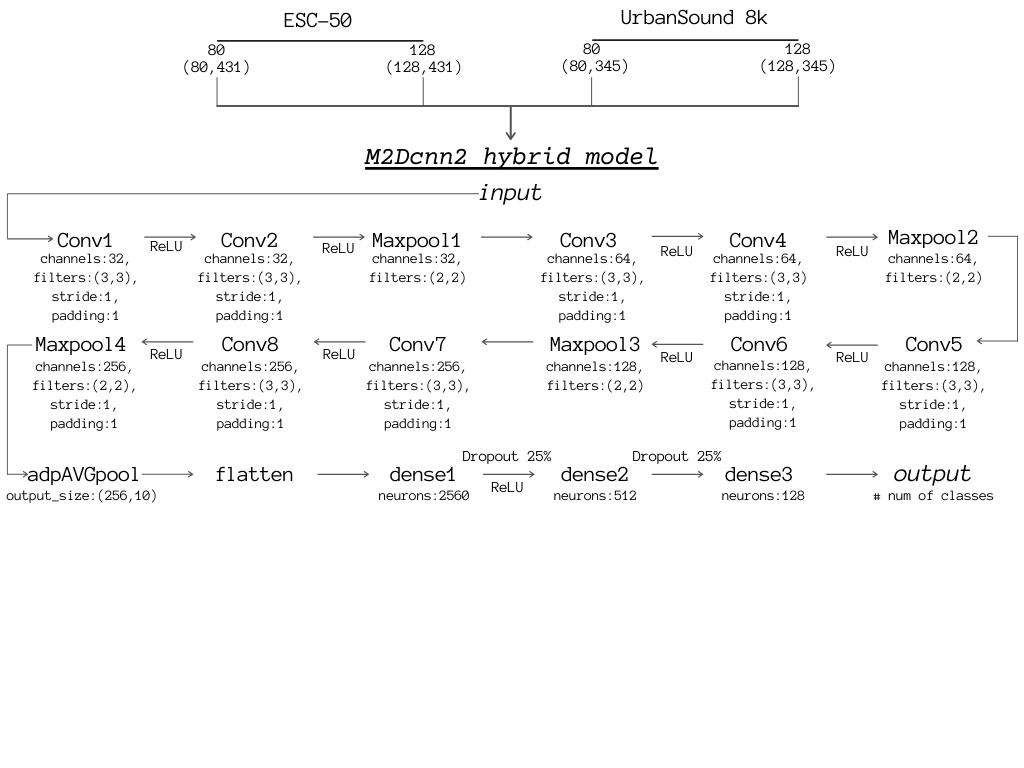 ESC-50
UrbanSound 8k
80
128
80
128
(80,431)
(128,431)
(80,345)
(128,345)
M2Dcnn2 hybrid model
input
Conv1
ReLU
Conv2
ReLU
Maxpool1
Conv3
ReLU
Conv4
ReLU
Maxpool2
channels:32,
filters:(3,3),
stride:1,
padding:1
channels:32,
filters:(3,3),
stride:1,
padding:1
channels:32,
filters:(2,2)
channels:64,
filters:(3,3),
stride:1,
padding:1
channels:64,
filters:(3,3)
stride:1,
padding:1
channels:64,
filters:(2,2)
Maxpool4
ReLU
Conv8
ReLU
Conv7
Maxpool3
ReLU
Conv6
ReLU
Conv5
channels:256,
filters:(2,2),
stride:1,
padding:1
channels:256,
filters:(3,3),
stride:1,
padding:1
channels:256,
filters:(3,3),
stride:1,
padding:1
channels:128,
filters:(2,2)
channels:128,
filters:(3,3),
stride:1,
padding:1
channels:128,
filters:(3,3),
stride:1,
padding:1
adpAVGpool
output_size:(256,10)
flatten
dense1
neurons:2560
Dropout 25%
ReLU
dense2
neurons:512
Dropout 25%
dense3
neurons:128
output
# num of classes